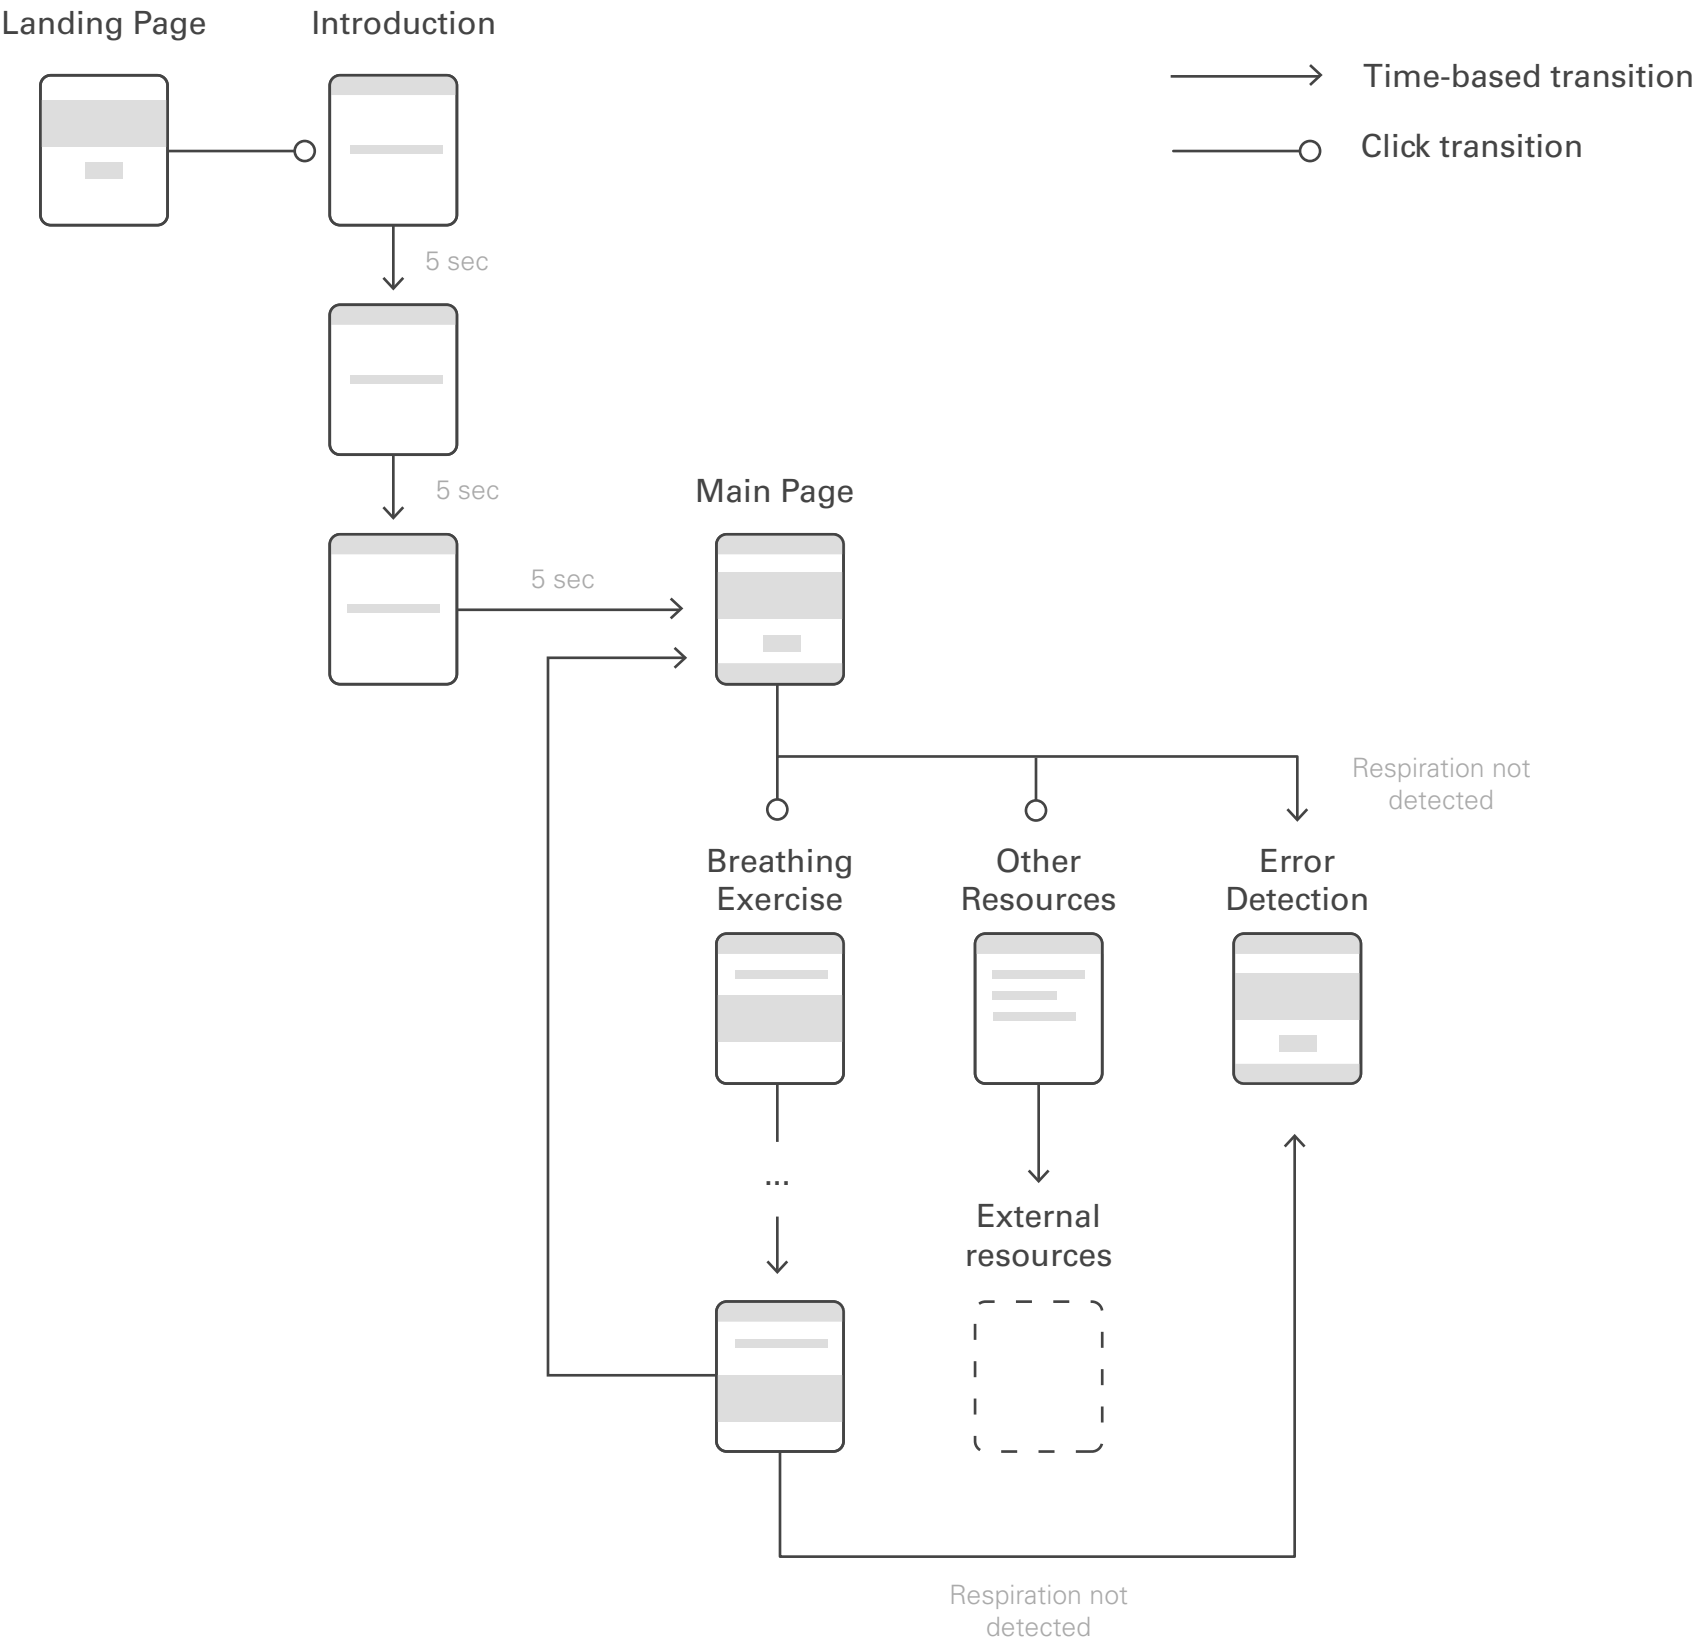 Landing Page
Introduction
Time-based transition
Click transition
5 sec
5 sec
Main Page
5 sec
Respiration not
detected
Breathing
Exercise
Other
Resources
Error
Detection
...
External
resources
Respiration not
detected